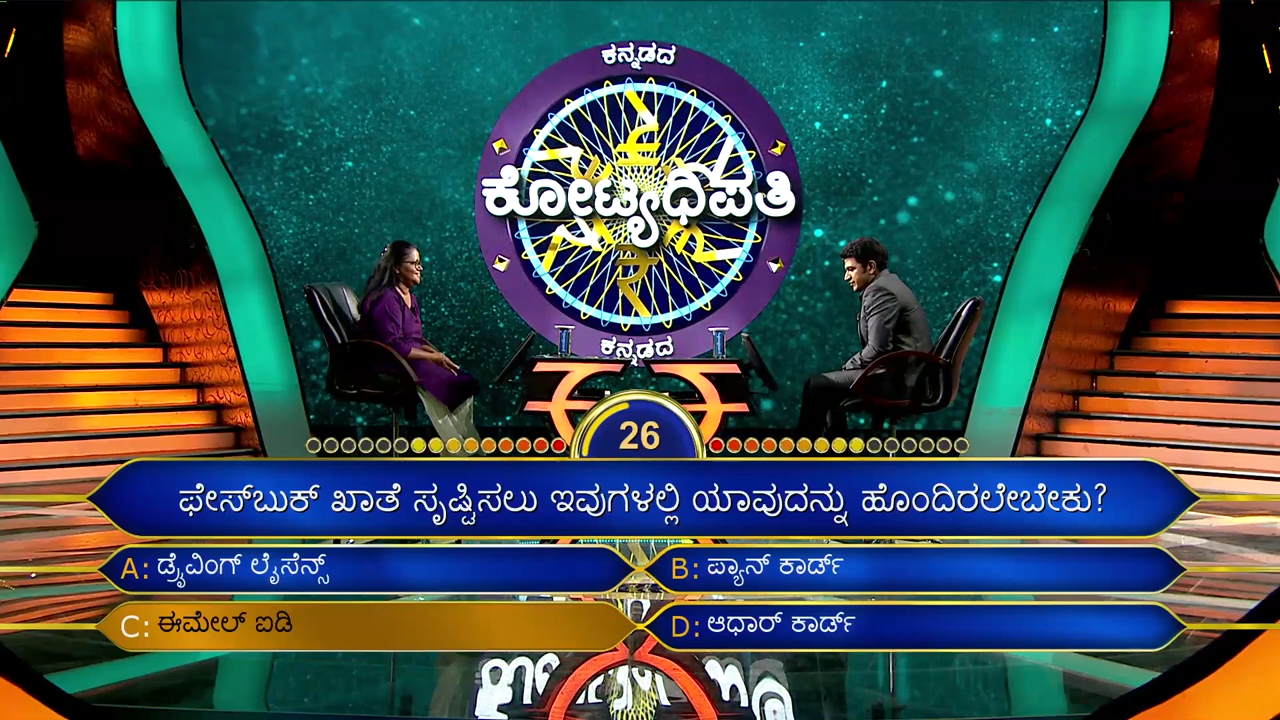 ಕನ್ನಡದ
ಕೋಟ್ಯಧಿಪತಿ
ಕನ್ನಡದ
26
ಫೇಸ್‌ಬುಕ್ ಖಾತೆ ಸೃಷ್ಟಿಸಲು ಇವುಗಳಲ್ಲಿ ಯಾವುದನ್ನು ಹೊಂದಿರಲೇಬೇಕು?
A: ಡ್ರೈವಿಂಗ್ ಲೈಸೆನ್ಸ್
B: ಪ್ಯಾನ್ ಕಾರ್ಡ್
C: ಈಮೇಲ್ ಐಡಿ
D: ಆಧಾರ್ ಕಾರ್ಡ್